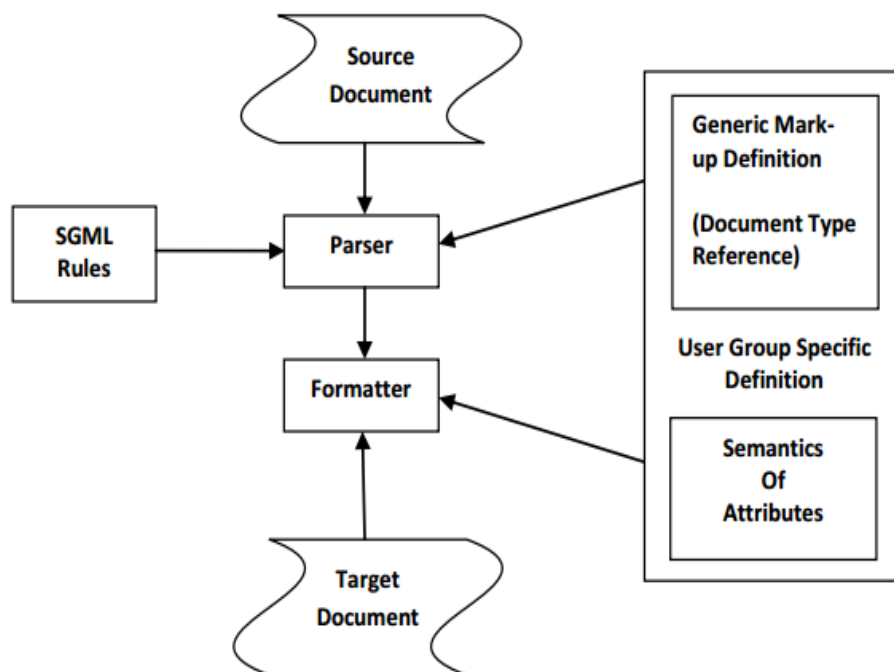 Source
Document
Generic Mark-
up Definition
(Document Type
Reference)
SGML
Rules
Parser
User Group Specific
Definition
Formatter
Semantics
Of
Attributes
Target
Document